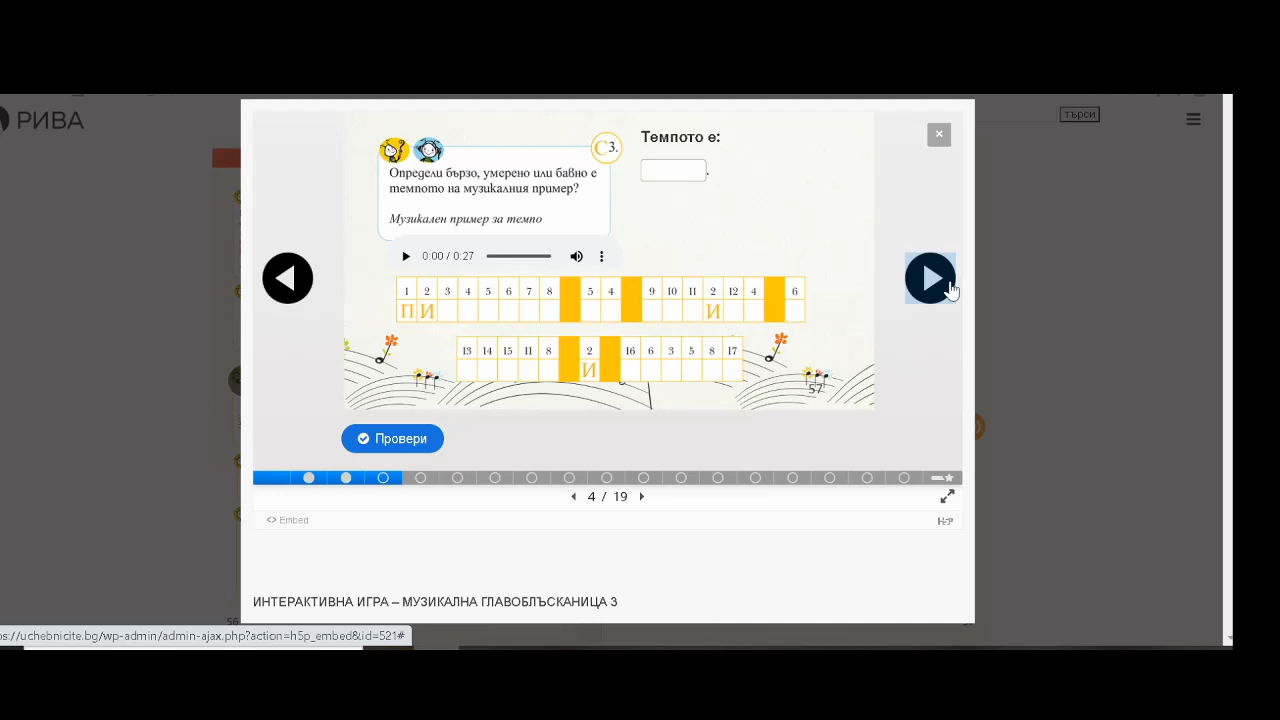 РИВА
търси
×
С3.
Определи бързо, умерено или бавно е
темпото на музикалния пример?
Музикален пример за темпо
Темпото е:
.
0:00 / 0:27
1 2 3 4 5 6 7 8 5 4 9 10 11 2 12 4 6
П И И
13 14 15 11 8 2 16 6 3 5 8 17
И
57
Провери
4 / 19
<> Embed
H5P
ИНТЕРАКТИВНА ИГРА – МУЗИКАЛНА ГЛАВОБЛЪСКАНИЦА 3
ps://uchebnicite.bg/wp-admin/admin-ajax.php?action=h5p_embed&id=521#